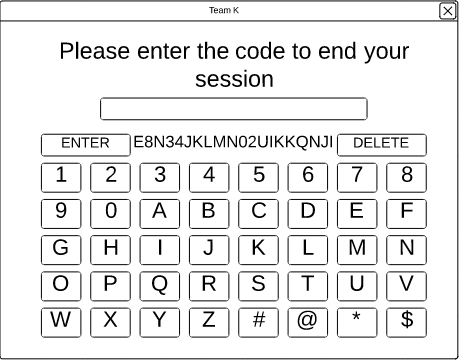 Team K
Please enter the code to end your
session
ENTER E8N34JKLMN02UIKKQNJI DELETE
1 2 3 4 5 6 7 8
9 0 A B C D E F
G H I J K L M N
O P Q R S T U V
W X Y Z # @ * $